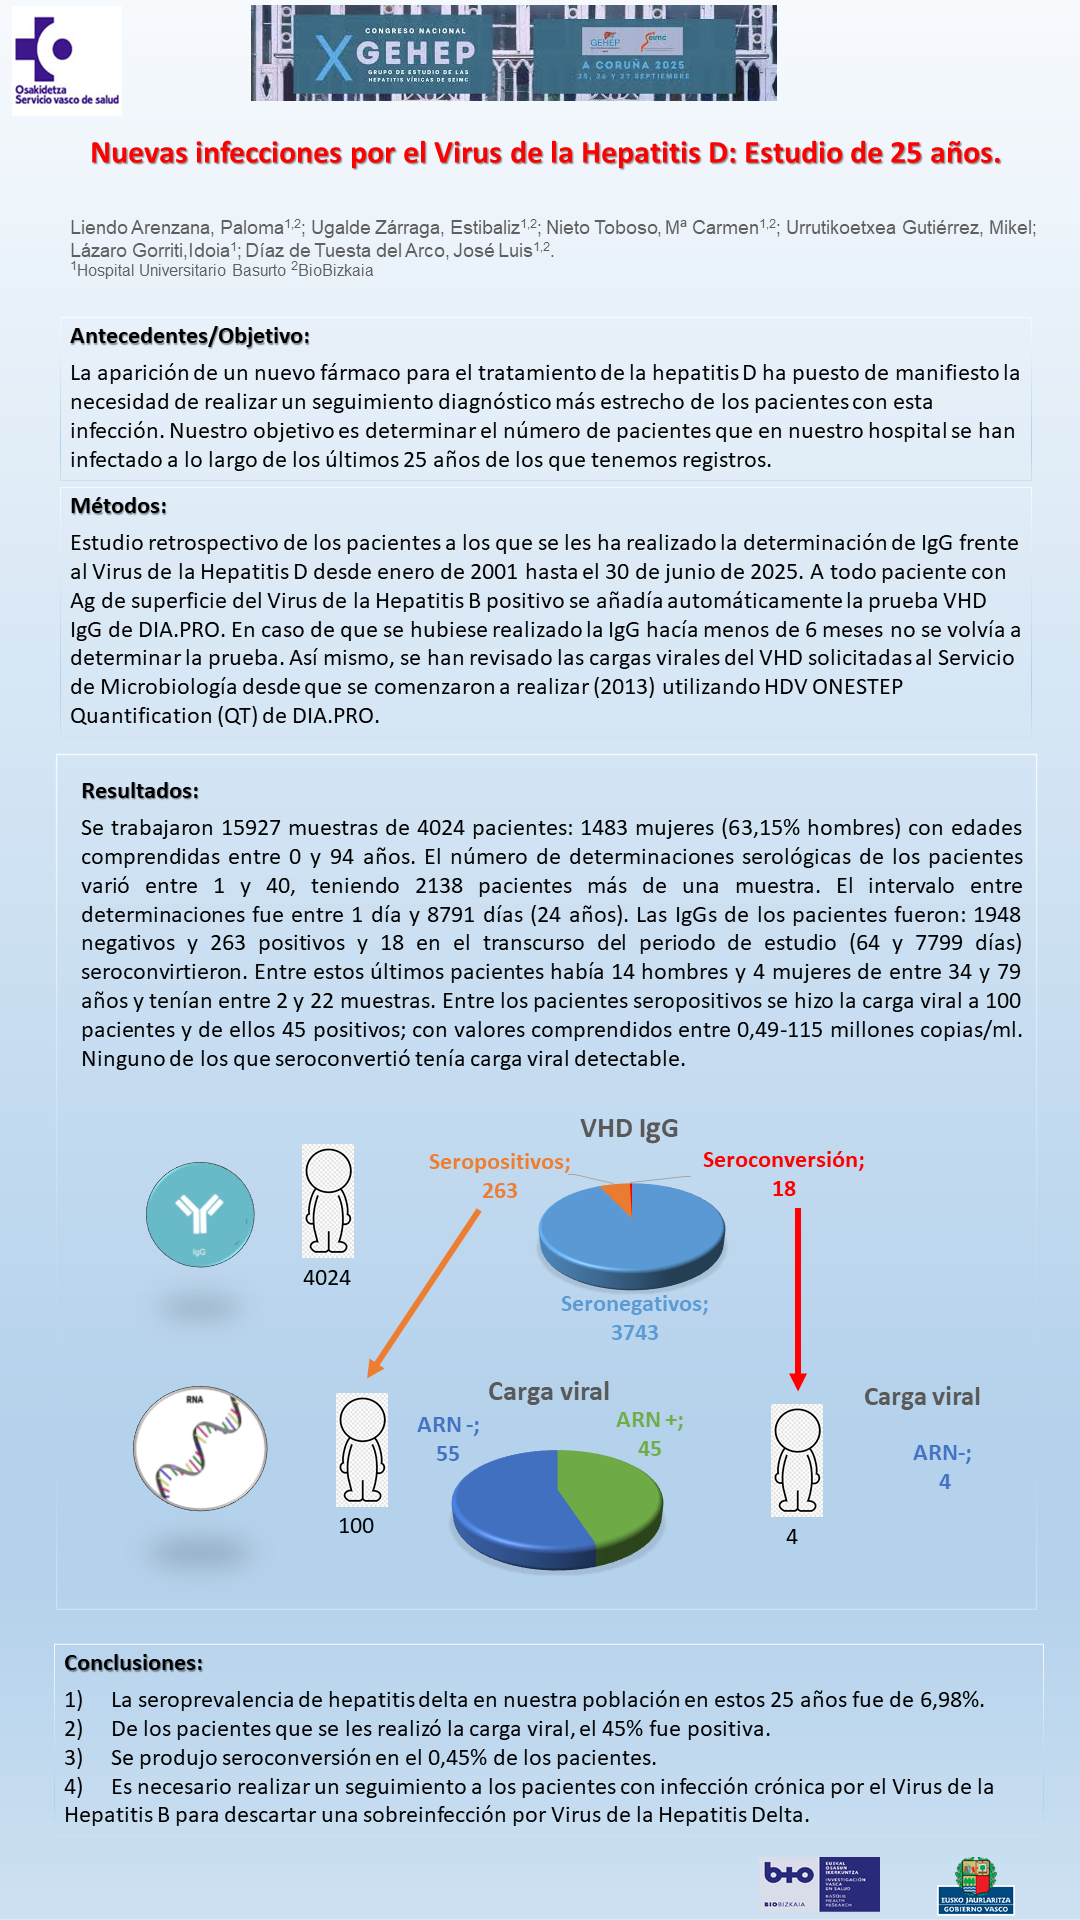 Osakidetza
Servicio vasco de salud
CONGRESO NACIONAL
X GEHEP
GRUPO DE ESTUDIO DE LAS
HEPATITIS VÍRICAS DE SEIMC
GEHEP
seimc
A CORUÑA 2025
25, 26 Y 27 SEPTIEMBRE
Nuevas infecciones por el Virus de la Hepatitis D: Estudio de 25 años.
Liendo Arenzana, Paloma1,2; Ugalde Zárraga, Estibaliz1,2; Nieto Toboso, Mª Carmen1,2; Urrutikoetxea Gutiérrez, Mikel;
Lázaro Gorriti,Idoia1; Díaz de Tuesta del Arco, José Luis1,2.
1Hospital Universitario Basurto 2BioBizkaia
Antecedentes/Objetivo:
La aparición de un nuevo fármaco para el tratamiento de la hepatitis D ha puesto de manifiesto la
necesidad de realizar un seguimiento diagnóstico más estrecho de los pacientes con esta
infección. Nuestro objetivo es determinar el número de pacientes que en nuestro hospital se han
infectado a lo largo de los últimos 25 años de los que tenemos registros.
Métodos:
Estudio retrospectivo de los pacientes a los que se les ha realizado la determinación de IgG frente
al Virus de la Hepatitis D desde enero de 2001 hasta el 30 de junio de 2025. A todo paciente con
Ag de superficie del Virus de la Hepatitis B positivo se añadía automáticamente la prueba VHD
IgG de DIA.PRO. En caso de que se hubiese realizado la IgG hacía menos de 6 meses no se volvía a
determinar la prueba. Así mismo, se han revisado las cargas virales del VHD solicitadas al Servicio
de Microbiología desde que se comenzaron a realizar (2013) utilizando HDV ONESTEP
Quantification (QT) de DIA.PRO.
Resultados:
Se trabajaron 15927 muestras de 4024 pacientes: 1483 mujeres (63,15% hombres) con edades
comprendidas entre 0 y 94 años. El número de determinaciones serológicas de los pacientes
varió entre 1 y 40, teniendo 2138 pacientes más de una muestra. El intervalo entre
determinaciones fue entre 1 día y 8791 días (24 años). Las IgGs de los pacientes fueron: 1948
negativos y 263 positivos y 18 en el transcurso del periodo de estudio (64 y 7799 días)
seroconvirtieron. Entre estos últimos pacientes había 14 hombres y 4 mujeres de entre 34 y 79
años y tenían entre 2 y 22 muestras. Entre los pacientes seropositivos se hizo la carga viral a 100
pacientes y de ellos 45 positivos; con valores comprendidos entre 0,49-115 millones copias/ml.
Ninguno de los que seroconvertió tenía carga viral detectable.
VHD IgG
Seropositivos;
263
Seroconversión;
18
IgG
4024
Seronegativos;
3743
RNA
Carga viral
ARN -;
55
ARN +;
45
100
Carga viral
ARN-;
4
4
Conclusiones:
1) La seroprevalencia de hepatitis delta en nuestra población en estos 25 años fue de 6,98%.
2) De los pacientes que se les realizó la carga viral, el 45% fue positiva.
3) Se produjo seroconversión en el 0,45% de los pacientes.
4) Es necesario realizar un seguimiento a los pacientes con infección crónica por el Virus de la
Hepatitis B para descartar una sobreinfección por Virus de la Hepatitis Delta.
bio
BIOBIZKAIA
EUSKAL
OSASUN
IKERKUNTZA
INVESTIGACIÓN
VASCA
EN SALUD
BASQUE
HEALTH
RESEARCH
EUSKO JAURLARITZA
GOBIERNO VASCO